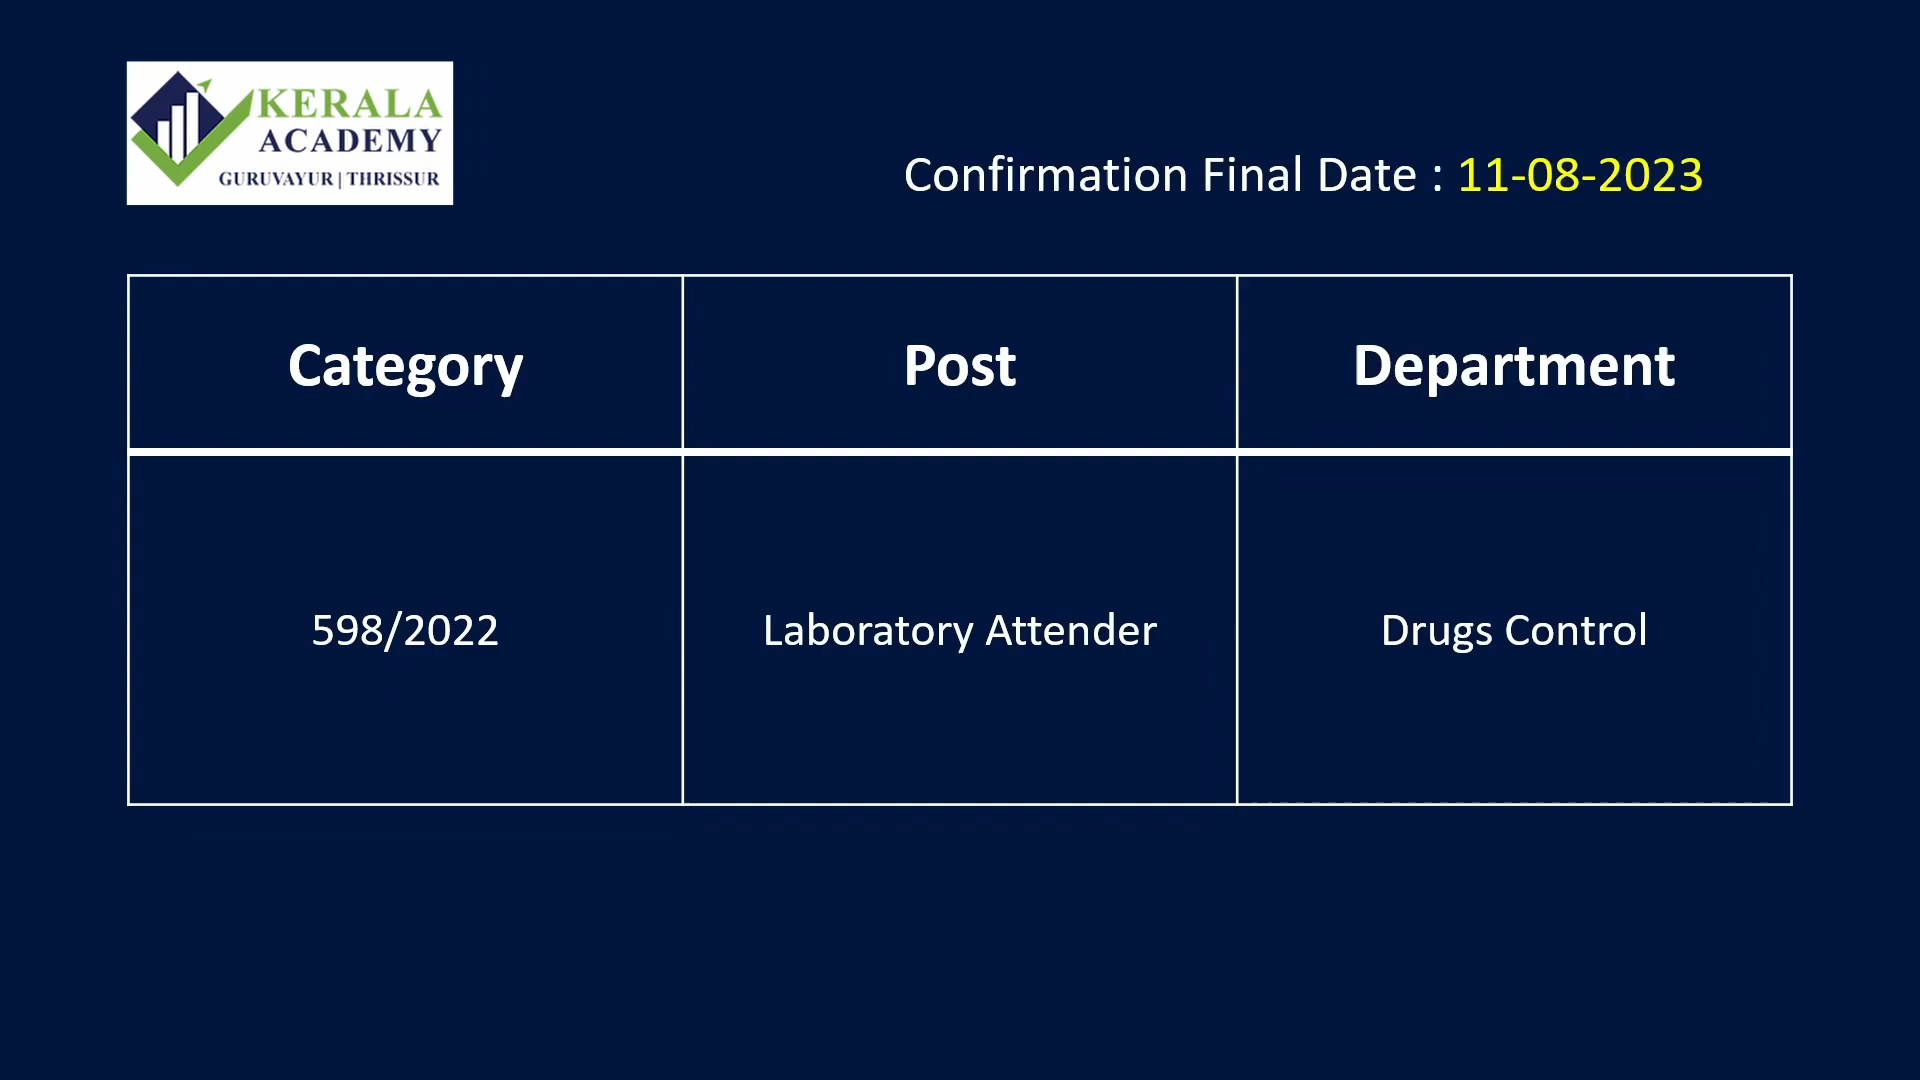 KERALA
ACADEMY
GURUVAYUR | THRISSUR
Confirmation Final Date : 11-08-2023
Category Post Department
598/2022 Laboratory Attender Drugs Control